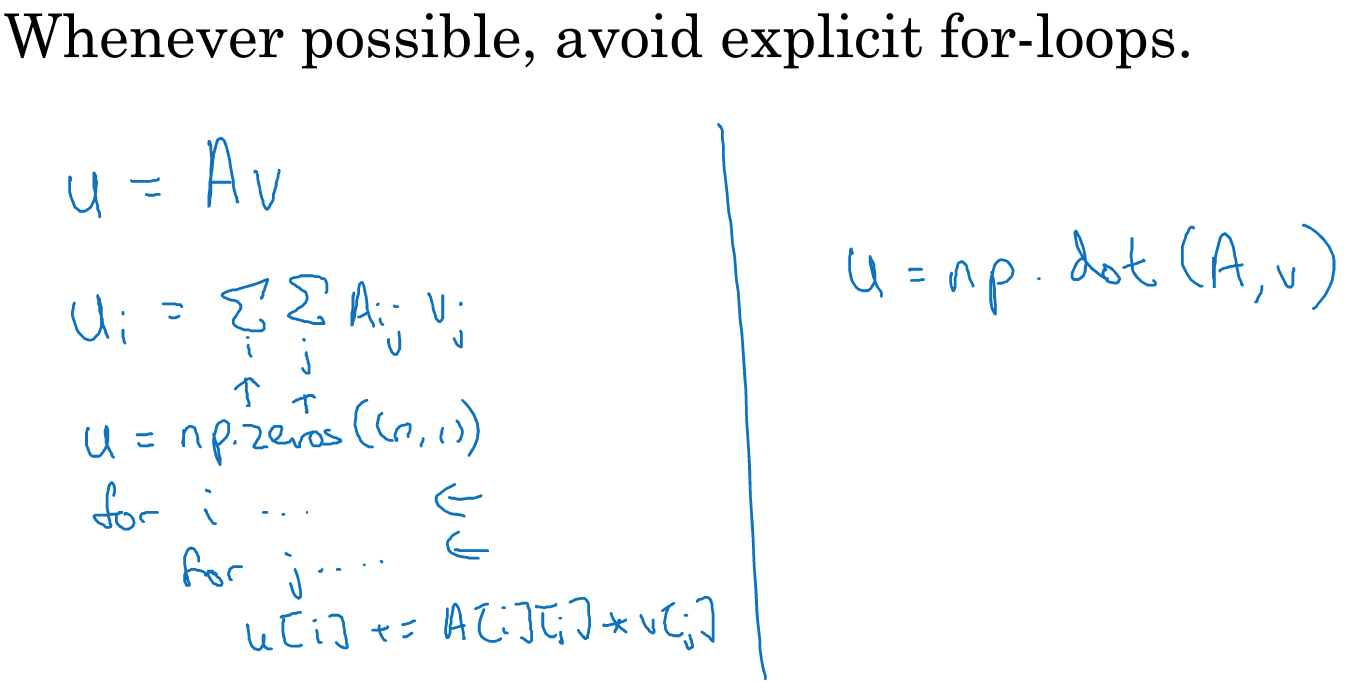 Whenever possible, avoid explicit for-loops.
u = Av
uᵢ = ∑ ∑ Aᵢⱼ vⱼ
i j
↑ ↑
u = np.zeros((n,1))
for i ... ←
for j .... ←
u[i] += A[i][j] * v[j]
u = np.dot(A,v)